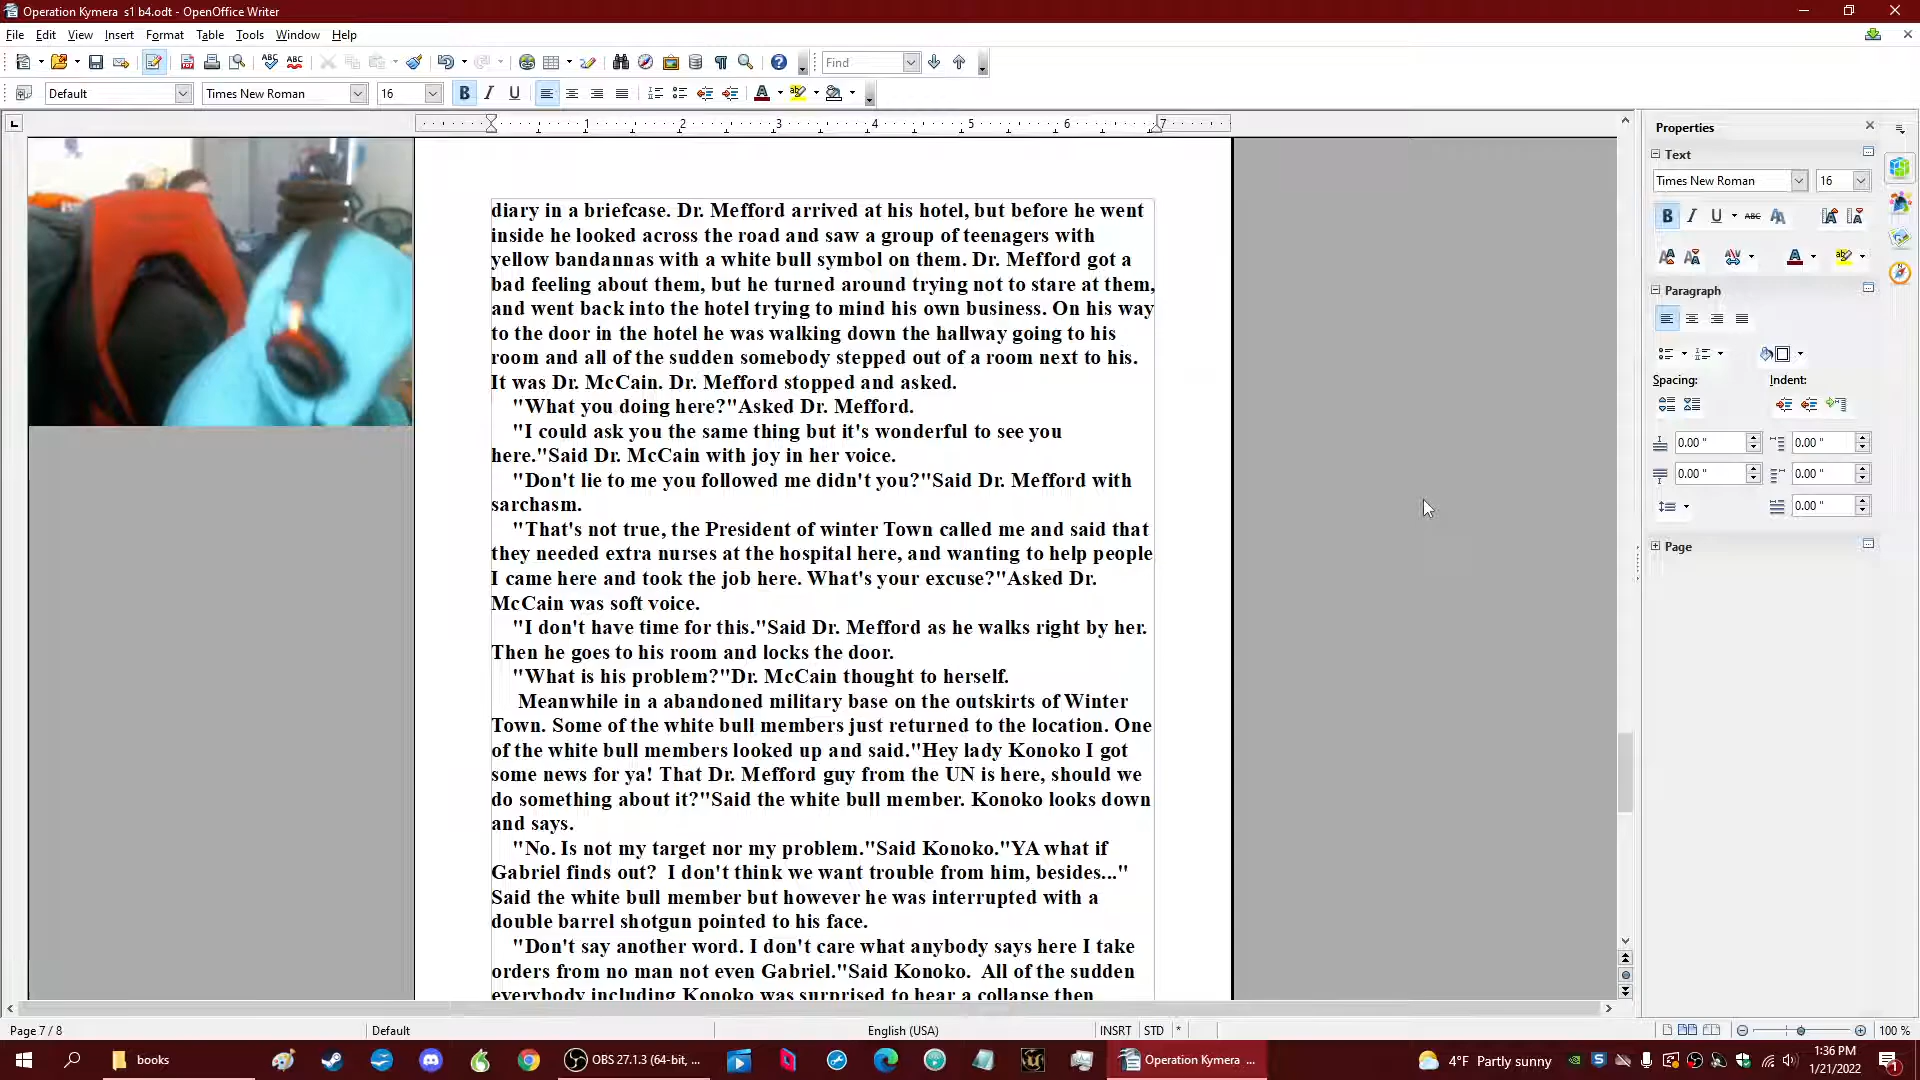 Operation Kymera  s1 b4.odt - OpenOffice Writer
File Edit View Insert Format Table Tools Window Help
Find
Default Times New Roman 16
1 2 3 4 5 6 7
diary in a briefcase. Dr. Mefford arrived at his hotel, but before he went
inside he looked across the road and saw a group of teenagers with
yellow bandannas with a white bull symbol on them. Dr. Mefford got a
bad feeling about them, but he turned around trying not to stare at them,
and went back into the hotel trying to mind his own business. On his way
to the door in the hotel he was walking down the hallway going to his
room and all of the sudden somebody stepped out of a room next to his.
It was Dr. McCain. Dr. Mefford stopped and asked.
"What you doing here?"Asked Dr. Mefford.
"I could ask you the same thing but it's wonderful to see you
here."Said Dr. McCain with joy in her voice.
"Don't lie to me you followed me didn't you?"Said Dr. Mefford with
sarchasm.
"That's not true, the President of winter Town called me and said that
they needed extra nurses at the hospital here, and wanting to help people
I came here and took the job here. What's your excuse?"Asked Dr.
McCain was soft voice.
"I don't have time for this."Said Dr. Mefford as he walks right by her.
Then he goes to his room and locks the door.
"What is his problem?"Dr. McCain thought to herself.
Meanwhile in a abandoned military base on the outskirts of Winter
Town. Some of the white bull members just returned to the location. One
of the white bull members looked up and said."Hey lady Konoko I got
some news for ya! That Dr. Mefford guy from the UN is here, should we
do something about it?"Said the white bull member. Konoko looks down
and says.
"No. Is not my target nor my problem."Said Konoko."YA what if
Gabriel finds out?  I don't think we want trouble from him, besides..."
Said the white bull member but however he was interrupted with a
double barrel shotgun pointed to his face.
"Don't say another word. I don't care what anybody says here I take
orders from no man not even Gabriel."Said Konoko.  All of the sudden
everybody including Konoko was surprised to hear a collapse then
Properties
Text
Times New Roman 16
Paragraph
Spacing: Indent:
0.00 " 0.00 "
0.00 " 0.00 "
0.00 "
Page
Page 7 / 8 Default English (USA) INSRT STD * 100 %
books OBS 27.1.3 (64-bit, ... Operation Kymera ... 4°F Partly sunny 1:36 PM
1/21/2022